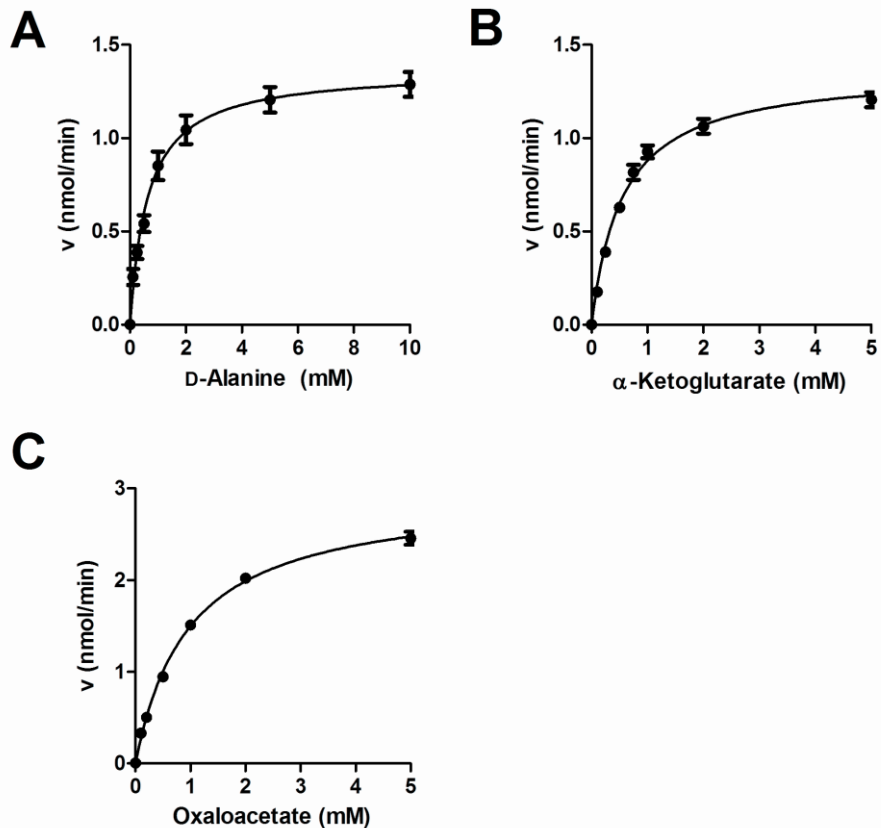 A
1.5
1.0
0.5
0.0
v (nmol/min)
0 2 4 6 8 10
D-Alanine (mM)
B
1.5
1.0
0.5
0.0
v (nmol/min)
0 1 2 3 4 5
α-Ketoglutarate (mM)
C
3
2
1
0
v (nmol/min)
0 1 2 3 4 5
Oxaloacetate (mM)